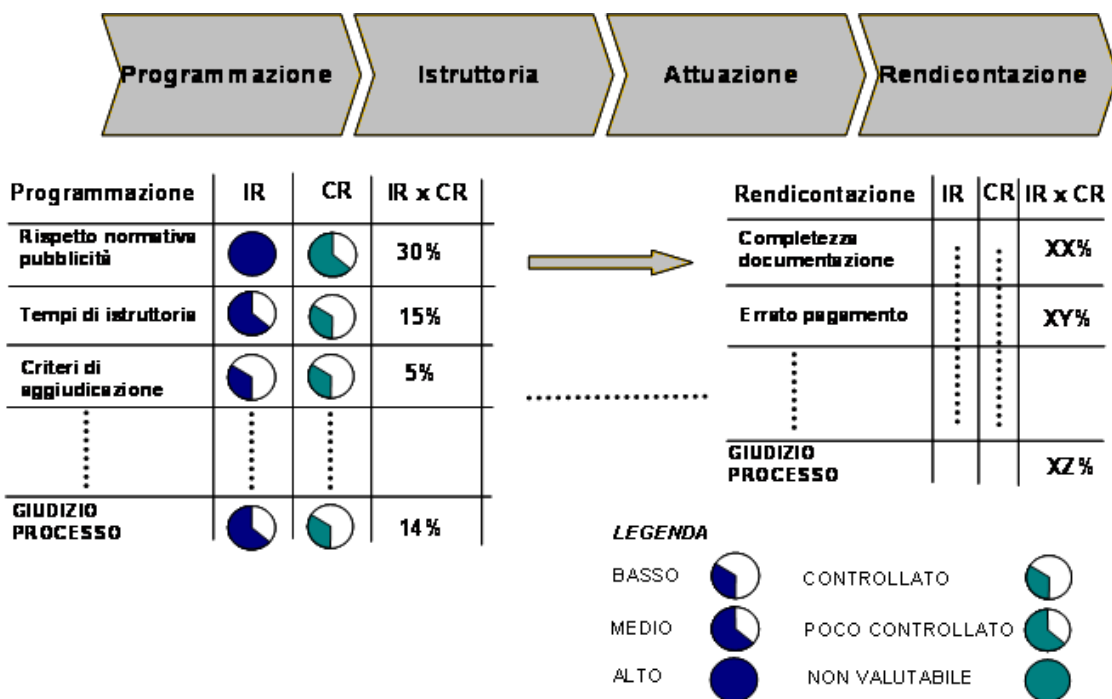 Programmazione
Istruttoria
Attuazione
Rendicontazione
Programmazione IR CR IR x CR
Rispetto normativa
pubblicità
30%
Tempi di istruttoria 15%
Criteri di
aggiudicazione
5%
GIUDIZIO
PROCESSO
14%
Rendicontazione IR CR IR x CR
Completezza
documentazione
XX%
Errato pagamento XY%
GIUDIZIO
PROCESSO
XZ%
LEGENDA
BASSO CONTROLLATO
MEDIO POCO CONTROLLATO
ALTO NON VALUTABILE